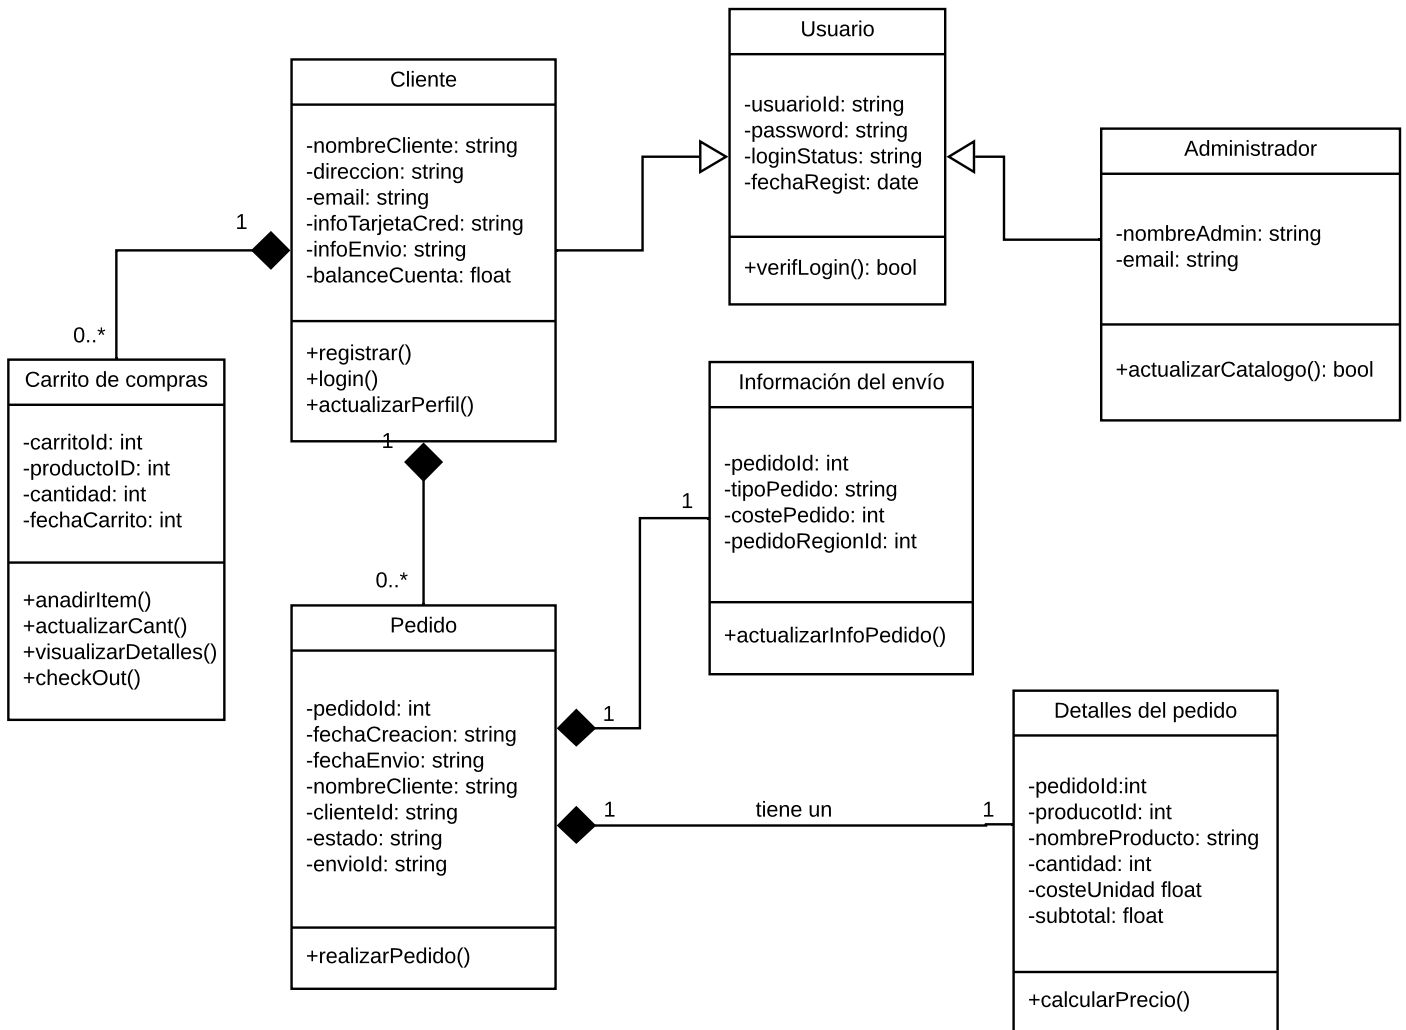 Usuario
-usuarioId: string
-password: string
-loginStatus: string
-fechaRegist: date
+verifLogin(): bool
Cliente
-nombreCliente: string
-direccion: string
-email: string
-infoTarjetaCred: string
-infoEnvio: string
-balanceCuenta: float
+registrar()
+login()
+actualizarPerfil()
Administrador
-nombreAdmin: string
-email: string
+actualizarCatalogo(): bool
1
0..*
Carrito de compras
-carritoId: int
-productoID: int
-cantidad: int
-fechaCarrito: int
+anadirItem()
+actualizarCant()
+visualizarDetalles()
+checkOut()
1
0..*
Información del envío
-pedidoId: int
-tipoPedido: string
-costePedido: int
-pedidoRegionId: int
+actualizarInfoPedido()
1
1
Pedido
-pedidoId: int
-fechaCreacion: string
-fechaEnvio: string
-nombreCliente: string
-clienteId: string
-estado: string
-envioId: string
+realizarPedido()
1
tiene un
1
Detalles del pedido
-pedidoId:int
-producotId: int
-nombreProducto: string
-cantidad: int
-costeUnidad float
-subtotal: float
+calcularPrecio()